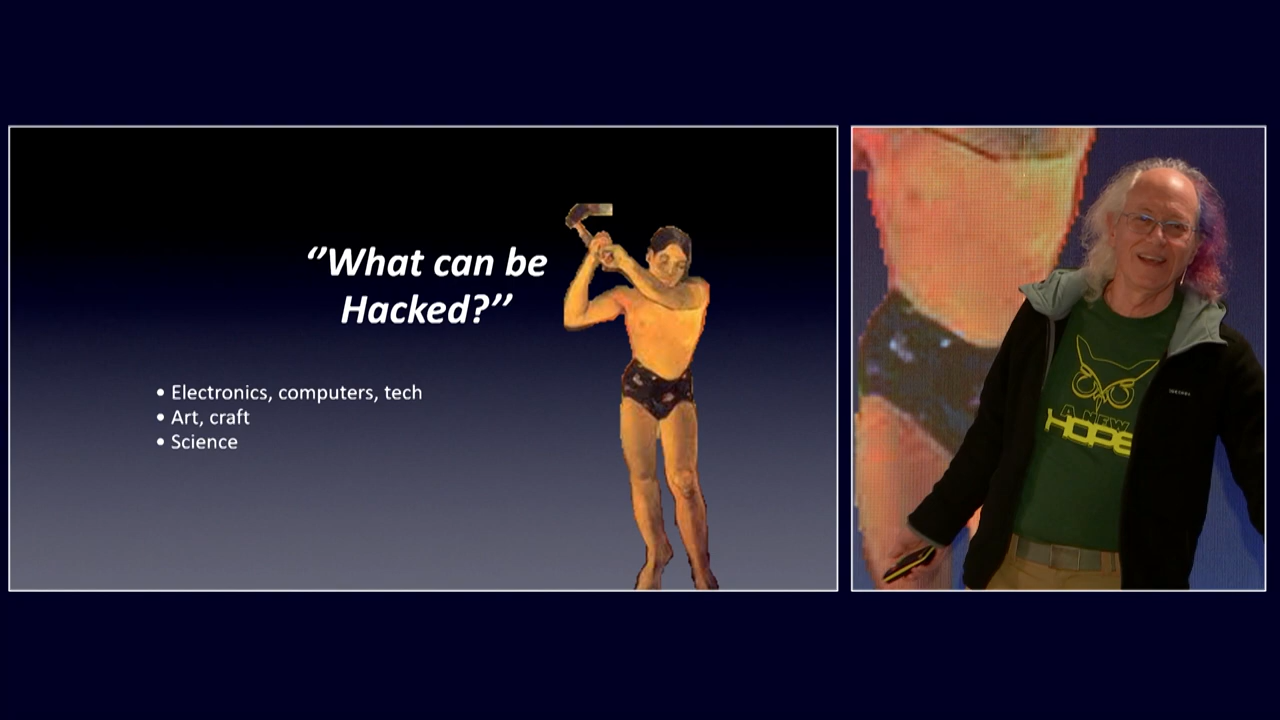 ‘’What can be
Hacked?’’
• Electronics, computers, tech
• Art, craft
• Science
A NEW
HOPE